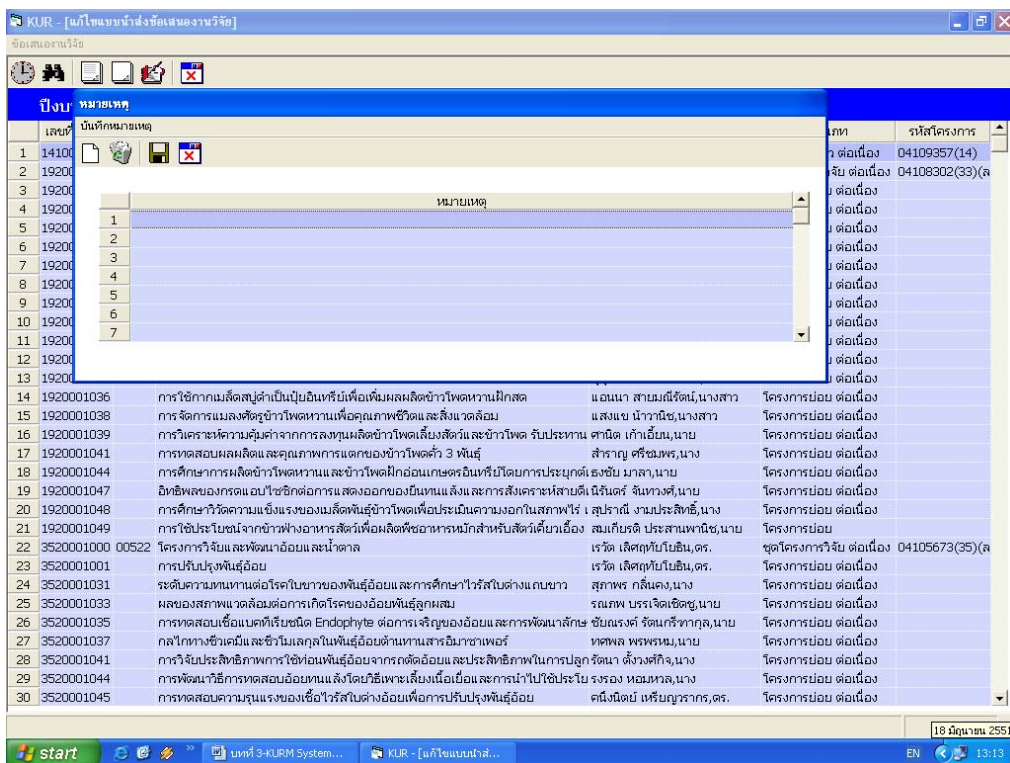 KUR - [แก้ไขแบบนำส่งข้อเสนองานวิจัย]
ข้อเสนองานวิจัย
ปีงบ
หมายเหตุ
บันทึกหมายเหตุ
หมายเหตุ
1
2
3
4
5
6
7
เลขที่ เภท รหัสโครงการ
1 14100 ว ต่อเนื่อง 04109357(14)
2 19200 จัย ต่อเนื่อง 04108302(33)(ล
3 19200 ย ต่อเนื่อง
4 19200 ย ต่อเนื่อง
5 19200 ย ต่อเนื่อง
6 19200 ย ต่อเนื่อง
7 19200 ย ต่อเนื่อง
8 19200 ย ต่อเนื่อง
9 19200 ย ต่อเนื่อง
10 19200 ย ต่อเนื่อง
11 19200 ย ต่อเนื่อง
12 19200 ย ต่อเนื่อง
13 19200 ย ต่อเนื่อง
14 1920001036 การใช้กากเมล็ดสบู่ดำเป็นปุ๋ยอินทรีย์เพื่อเพิ่มผลผลิตข้าวโพดหวานฝักสด แอนนา สายมณีรัตน์,นางสาว โครงการย่อย ต่อเนื่อง
15 1920001038 การจัดการแมลงศัตรูข้าวโพดหวานเพื่อคุณภาพชีวิตและสิ่งแวดล้อม แสงแข น้าวานิช,นางสาว โครงการย่อย ต่อเนื่อง
16 1920001039 การวิเคราะห์ความคุ้มค่าจากการลงทุนผลิตข้าวโพดเลี้ยงสัตว์และข้าวโพด รับประทาน ศานิต เก้าเอี้ยน,นาย โครงการย่อย ต่อเนื่อง
17 1920001041 การทดสอบผลผลิตและคุณภาพการแตกของข้าวโพดคั่ว 3 พันธุ์ สำราญ ศรีชมพร,นาง โครงการย่อย ต่อเนื่อง
18 1920001044 การศึกษาการผลิตข้าวโพดหวานและข้าวโพดฝักอ่อนเกษตรอินทรีย์โดยการประยุกต์ ธงชัย มาลา,นาย โครงการย่อย ต่อเนื่อง
19 1920001047 อิทธิพลของกรดแอบไซซิกต่อการแสดงออกของยีนทนแล้งและการสังเคราะห์สายดี นิรันดร์ จันทวงศ์,นาย โครงการย่อย ต่อเนื่อง
20 1920001048 การศึกษาวิวัดความแข็งแรงของเมล็ดพันธุ์ข้าวโพดเพื่อประเมินความงอกในสภาพไร่ สุปราณี งามประสิทธิ์,นาง โครงการย่อย ต่อเนื่อง
21 1920001049 การใช้ประโยชน์จากข้าวฟ่างอาหารสัตว์เพื่อผลิตพืชอาหารหมักสำหรับสัตว์เคี้ยวเอื้อง สมเกียรติ ประสานพานิช,นาย โครงการย่อย
22 3520001000 00522 โครงการวิจัยและพัฒนาอ้อยและน้ำตาล เรวัต เลิศฤทัยโยธิน,ดร. ชุดโครงการวิจัย ต่อเนื่อง 04105673(35)(ล
23 3520001001 การปรับปรุงพันธุ์อ้อย เรวัต เลิศฤทัยโยธิน,ดร. โครงการย่อย ต่อเนื่อง
24 3520001031 ระดับความทนทานต่อโรคใบขาวของพันธุ์อ้อยและการศึกษาไวรัสใบด่างแถบขาว สุภาพร กลิ่นคง,นาง โครงการย่อย ต่อเนื่อง
25 3520001033 ผลของสภาพแวดล้อมต่อการเกิดโรคของอ้อยพันธุ์ลูกผสม รณภพ บรรเจิดเชิดชู,นาย โครงการย่อย ต่อเนื่อง
26 3520001035 การทดสอบเชื้อแบคทีเรียชนิด Endophyte ต่อการเจริญของอ้อยและการพัฒนาลักษ ชัยณรงค์ รัตนกรีฑากุล,นาย โครงการย่อย ต่อเนื่อง
27 3520001037 กลไกทางชีวเคมีและชีวโมเลกุลในพันธุ์อ้อยต้านทานสารอิมาซาเพอร์ ทศพล พรพรหม,นาย โครงการย่อย ต่อเนื่อง
28 3520001041 การวิจัยประสิทธิภาพการใช้ท่อนพันธุ์อ้อยจากรถตัดอ้อยและประสิทธิภาพในการปลูก รัตนา ตั้งวงศ์กิจ,นาง โครงการย่อย ต่อเนื่อง
29 3520001044 การพัฒนาวิธีการทดสอบอ้อยทนแล้งโดยวิธีเพาะเลี้ยงเนื้อเยื่อและการนำไปใช้ประโย รงรอง หอมหวล,นาง โครงการย่อย ต่อเนื่อง
30 3520001045 การทดสอบความรุนแรงของเชื้อไวรัสใบด่างอ้อยเพื่อการปรับปรุงพันธุ์อ้อย คนึงนิตย์ เหรียญวรากร,ดร. โครงการย่อย ต่อเนื่อง
18 มิถุนายน 2551
start บทที่ 3-KURM System... KUR - [แก้ไขแบบนำส่... EN 13:13